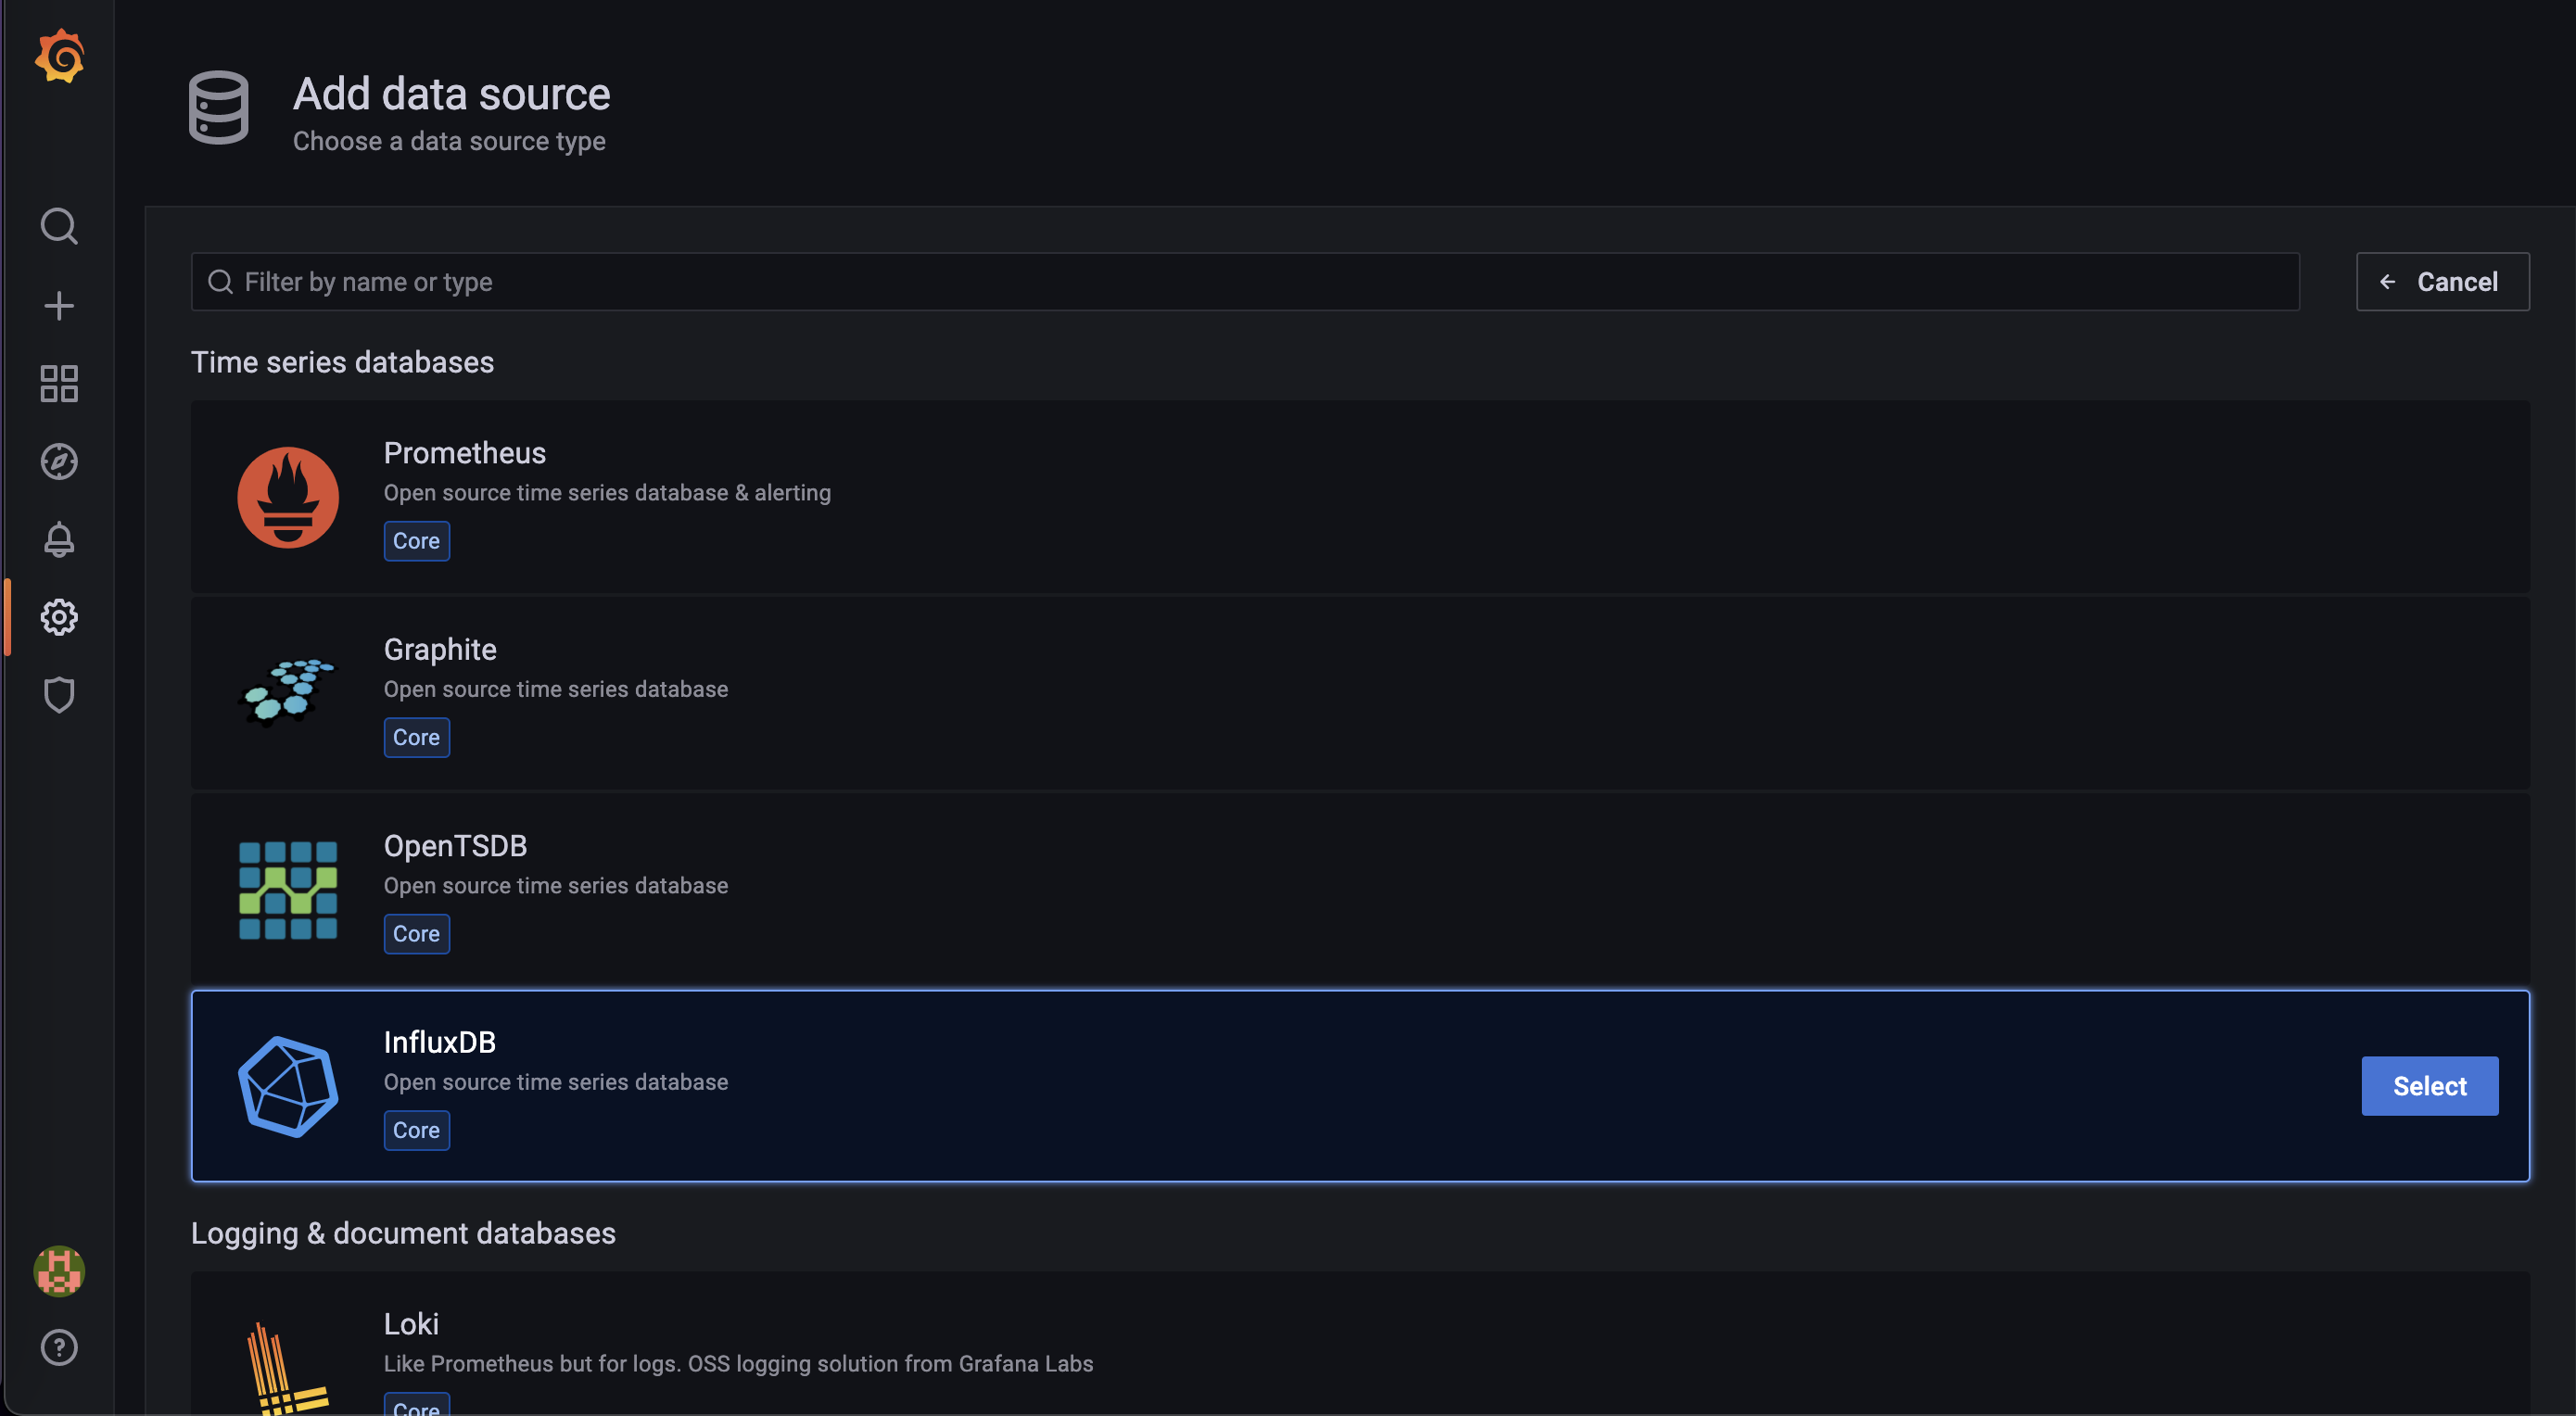 Add data source
Choose a data source type
Filter by name or type
Cancel
Time series databases
Prometheus
Open source time series database & alerting
Core
Graphite
Open source time series database
Core
OpenTSDB
Open source time series database
Core
InfluxDB
Open source time series database
Core
Select
Logging & document databases
Loki
Like Prometheus but for logs. OSS logging solution from Grafana Labs
Core